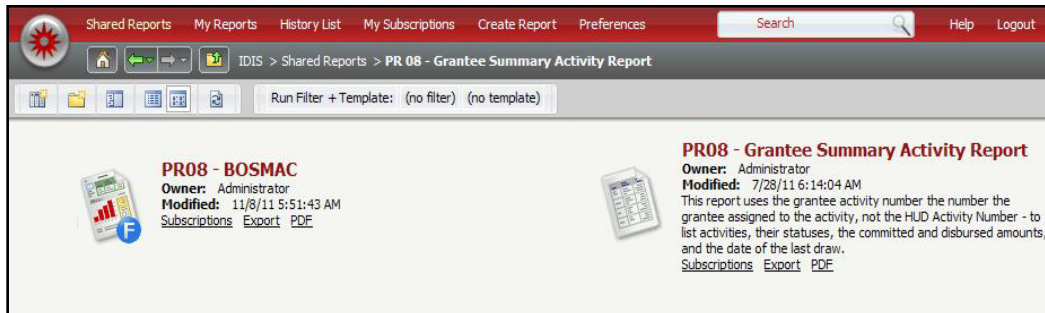 Shared Reports My Reports History List My Subscriptions Create Report Preferences Search Help Logout
IDIS > Shared Reports > PR 08 - Grantee Summary Activity Report
Run Filter + Template: (no filter) (no template)
PR08 - BOSMAC
Owner: Administrator
Modified: 11/8/11 5:51:43 AM
Subscriptions Export PDF
F
PR08 - Grantee Summary Activity Report
Owner: Administrator
Modified: 7/28/11 6:14:04 AM
This report uses the grantee activity number the number the
grantee assigned to the activity, not the HUD Activity Number - to
list activities, their statuses, the committed and disbursed amounts,
and the date of the last draw.
Subscriptions Export PDF